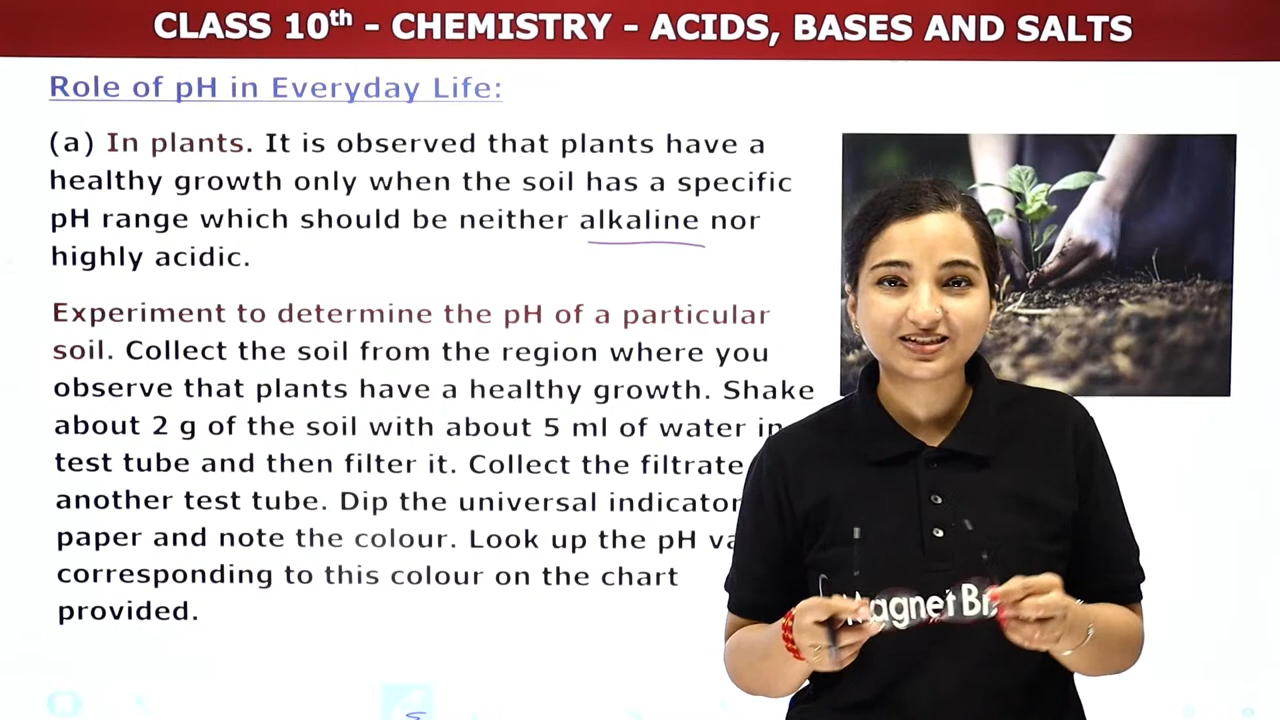 CLASS 10th - CHEMISTRY - ACIDS, BASES AND SALTS
Role of pH in Everyday Life:
(a) In plants. It is observed that plants have a
healthy growth only when the soil has a specific
pH range which should be neither alkaline nor
highly acidic.
Experiment to determine the pH of a particular
soil. Collect the soil from the region where you
observe that plants have a healthy growth. Shake
about 2 g of the soil with about 5 ml of water in
test tube and then filter it. Collect the filtrate
another test tube. Dip the universal indicator
paper and note the colour. Look up the pH
corresponding to this colour on the chart
provided.